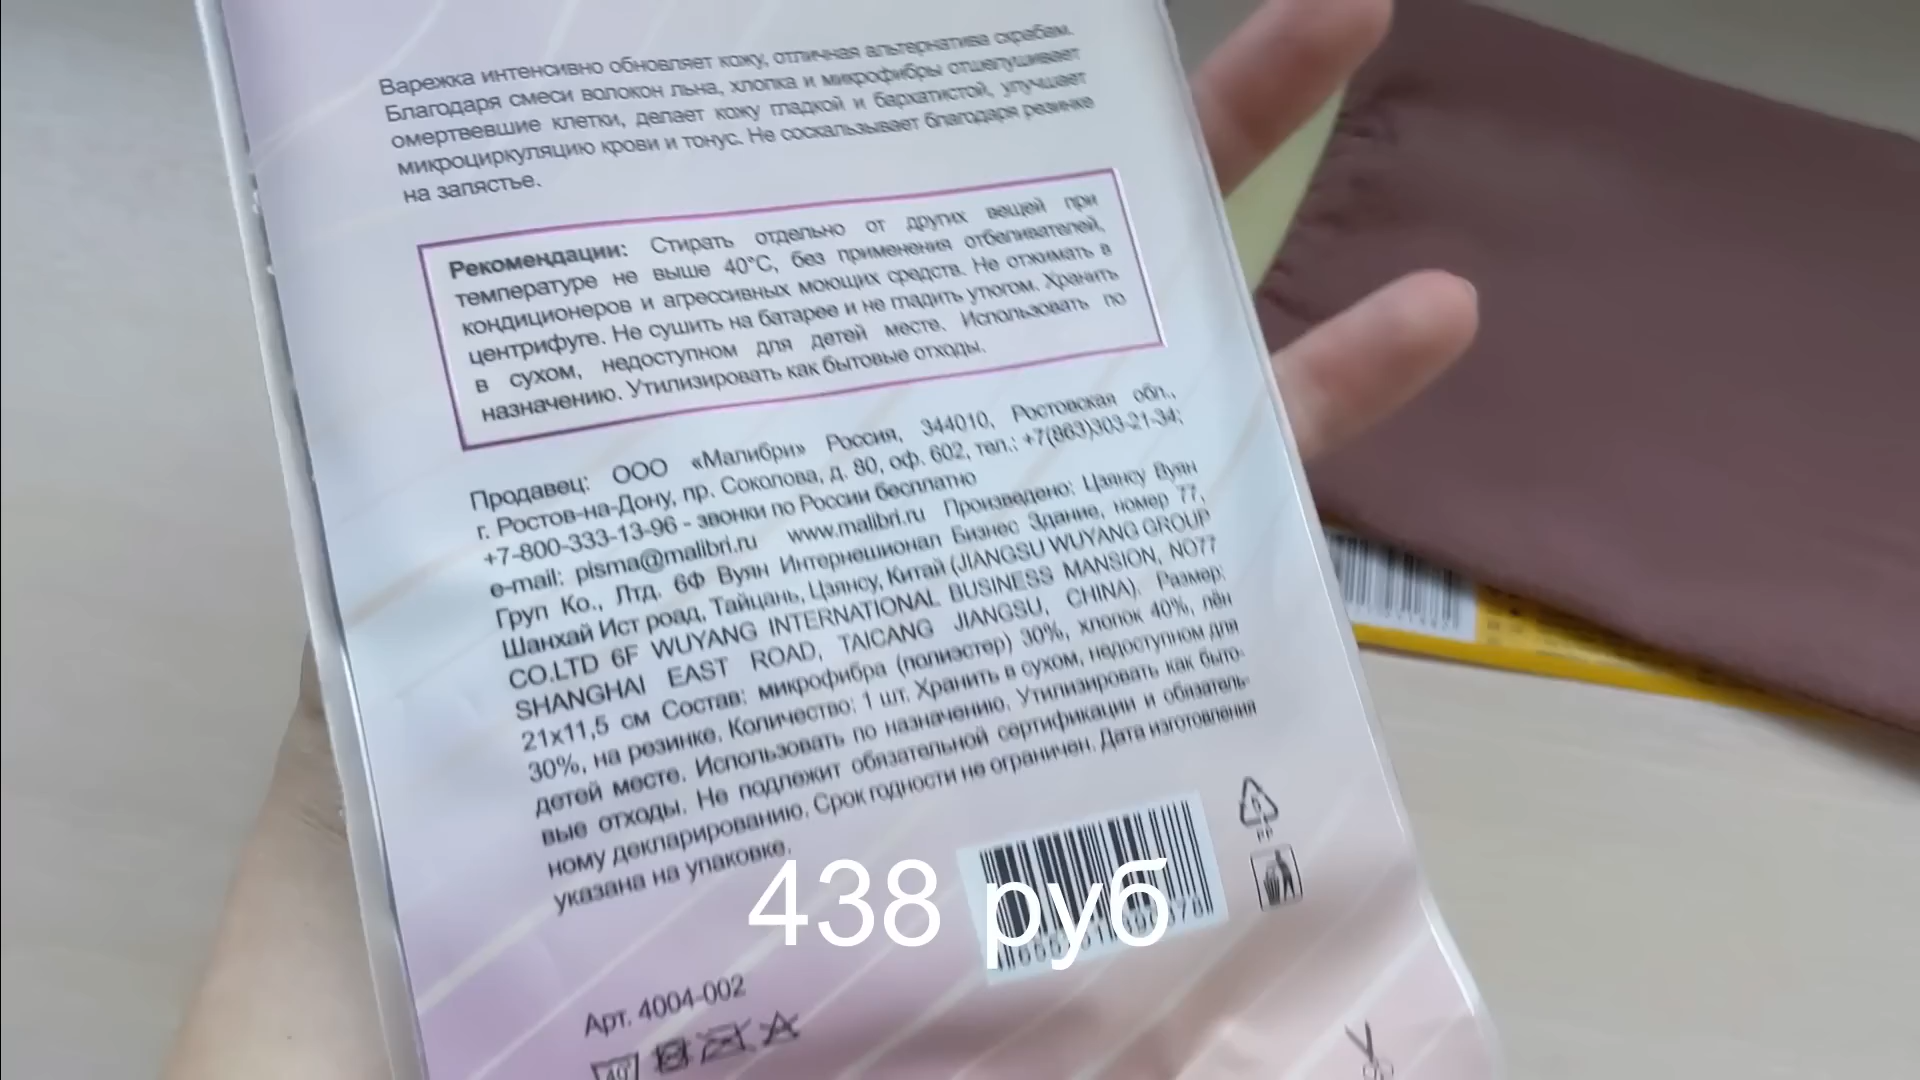 Варежка интенсивно обновляет кожу, отличная альтернатива скрабам.
Благодаря смеси волокон льна, хлопка и микрофибры отшелушивает
омертвевшие клетки, делает кожу гладкой и бархатистой, улучшает
микроциркуляцию крови и тонус. Не соскальзывает благодаря резинке
на запястье.
Рекомендации: Стирать отдельно от других вещей при
температуре не выше 40°С, без применения отбеливателей,
кондиционеров и агрессивных моющих средств. Не отжимать в
центрифуге. Не сушить на батарее и не гладить утюгом. Хранить
в сухом, недоступном для детей месте. Использовать по
назначению. Утилизировать как бытовые отходы.
Продавец: ООО «Малибри» Россия, 344010, Ростовская обл.,
г. Ростов-на-Дону, пр. Соколова, д. 80, оф. 602, тел.: +7(863)303-21-34;
+7-800-333-13-96 - звонки по России бесплатно
e-mail: pisma@malibri.ru www.malibri.ru Произведено: Цзянсу Вуян
Груп Ко., Лтд. 6Ф Вуян Интернешионал Бизнес Здание, номер 77,
Шанхай Ист роад, Тайцань, Цзянсу, Китай (JIANGSU WUYANG GROUP
CO.LTD 6F WUYANG INTERNATIONAL BUSINESS MANSION, NO77
SHANGHAI EAST ROAD, TAICANG JIANGSU, CHINA). Размер:
21х11,5 см Состав: микрофибра (полиэстер) 30%, хлопок 40%, лён
30%, на резинке. Количество: 1 шт. Хранить в сухом, недоступном для
детей месте. Использовать по назначению. Утилизировать как быто-
вые отходы. Не подлежит обязательной сертификации и обязатель-
ному декларированию. Срок годности не ограничен. Дата изготовления
указана на упаковке.
438 руб
5
PP
Арт. 4004-002
40°